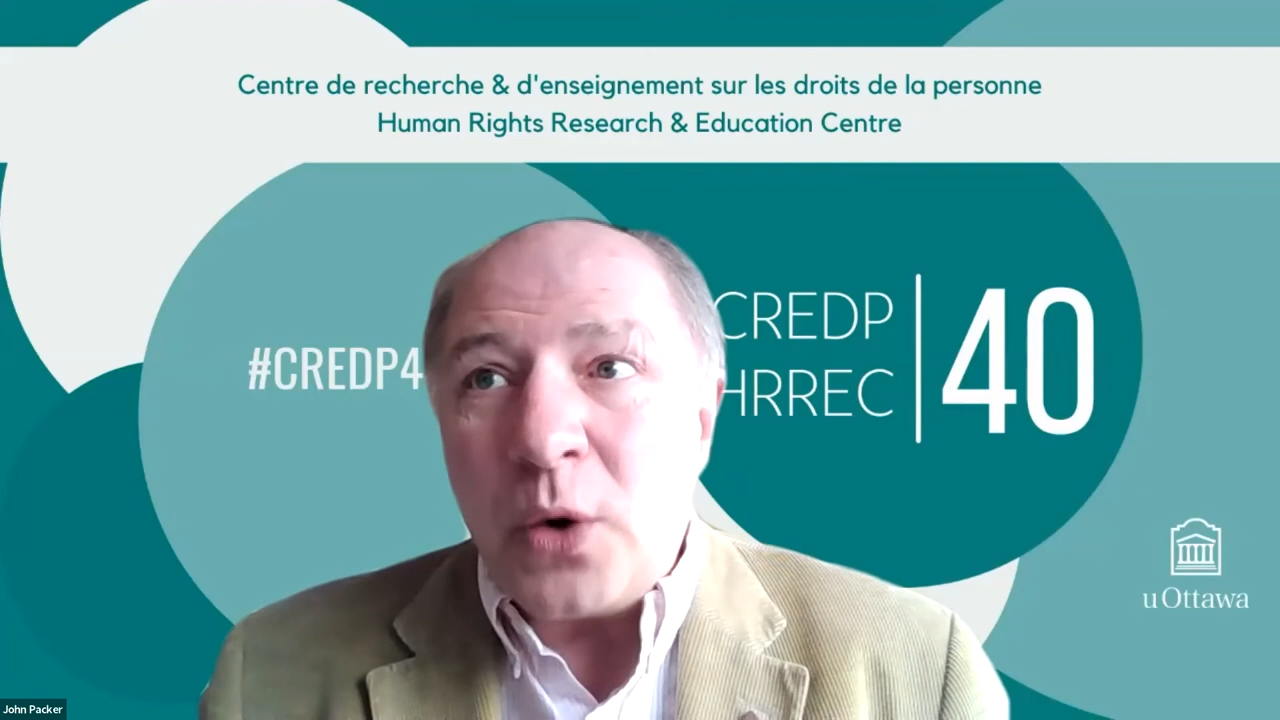 Centre de recherche & d'enseignement sur les droits de la personne
Human Rights Research & Education Centre
#CREDP4
CREDP
HRREC
40
uOttawa
John Packer